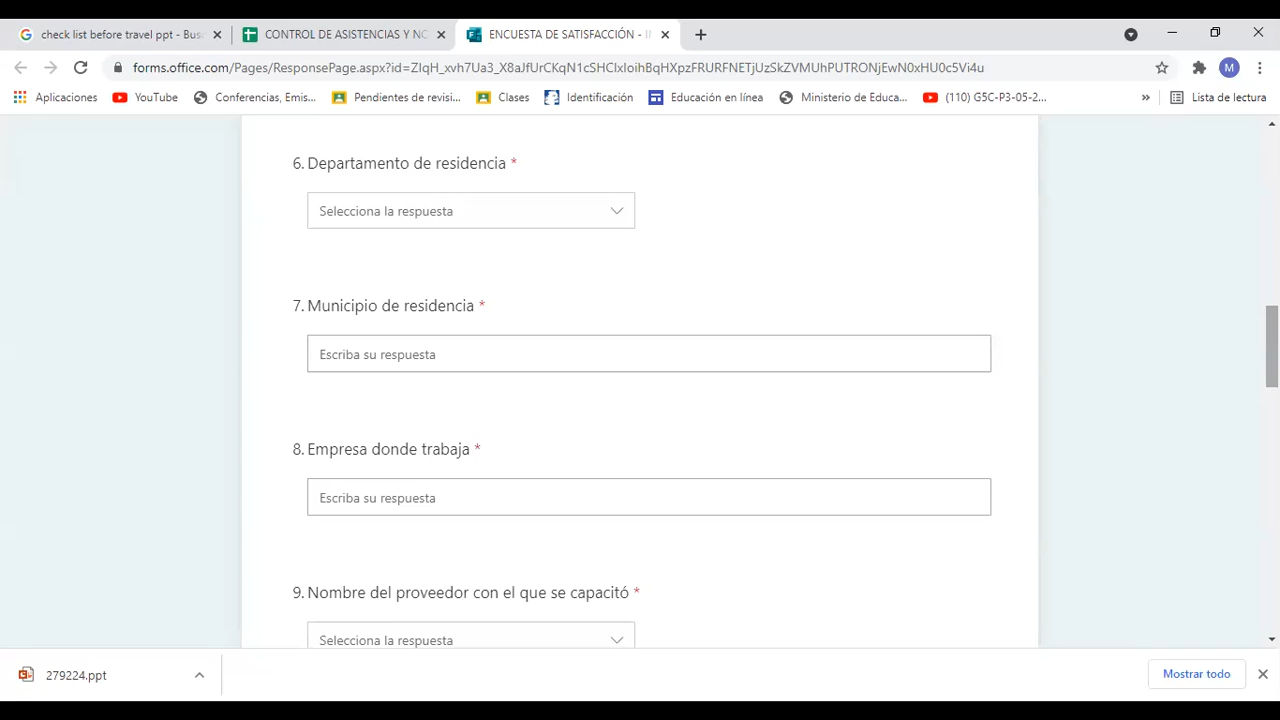 check list before travel ppt - Bus
CONTROL DE ASISTENCIAS Y NO
ENCUESTA DE SATISFACCIÓN - I
forms.office.com/Pages/ResponsePage.aspx?id=
M
Aplicaciones
YouTube
Conferencias, Emis...
Pendientes de revisi...
Clases
Identificación
Educación en línea
Ministerio de Educa...
(110) G5C-P3-05-2...
»
Lista de lectura
6. Departamento de residencia *
Selecciona la respuesta
7. Municipio de residencia *
Escriba su respuesta
8. Empresa donde trabaja *
Escriba su respuesta
9. Nombre del proveedor con el que se capacitó *
Selecciona la respuesta
279224.ppt
Mostrar todo